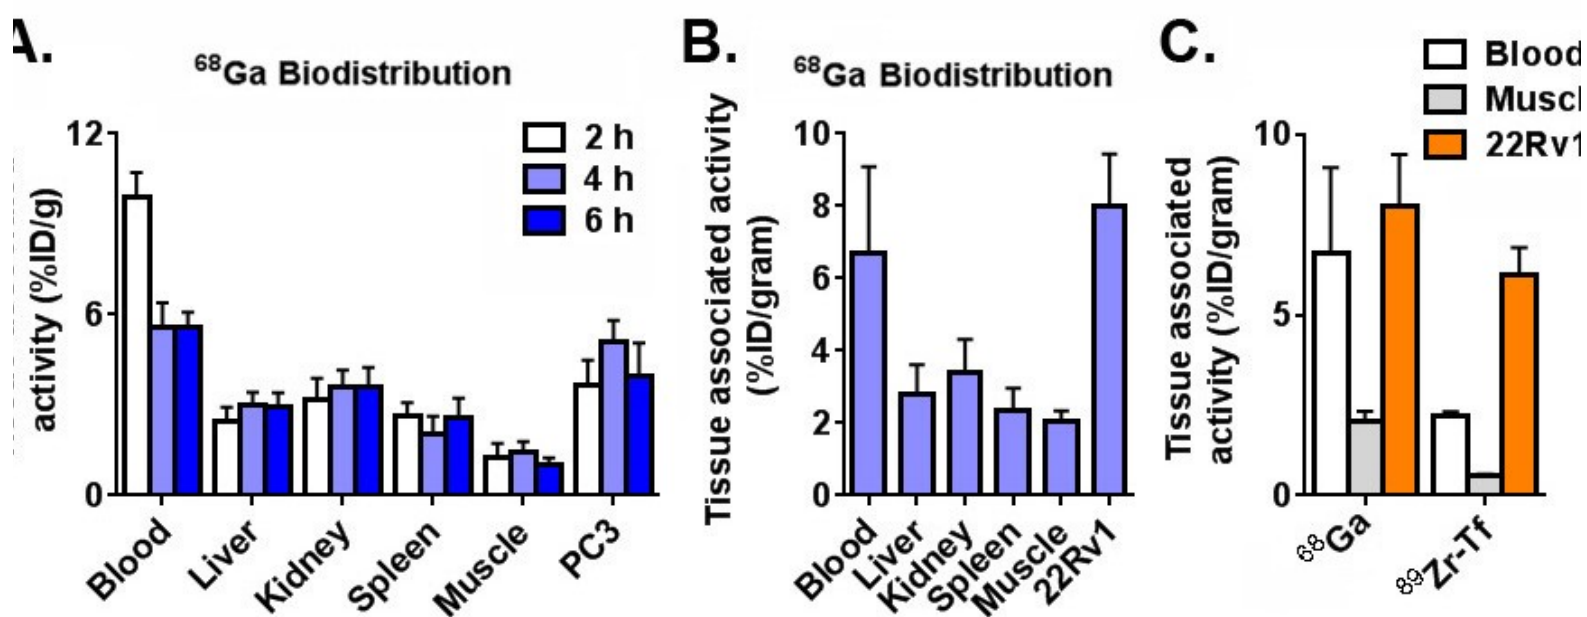 A.
68Ga Biodistribution
activity (%ID/g)
12
6
0
2 h
4 h
6 h
Blood
Liver
Kidney
Spleen
Muscle
PC3
B.
68Ga Biodistribution
Tissue associated activity
(%ID/gram)
10
8
6
4
2
0
Blood
Liver
Kidney
Spleen
Muscle
22Rv1
C.
Blood
Muscl
22Rv1
Tissue associated
activity (%ID/gram)
10
5
0
68Ga
89Zr-Tf